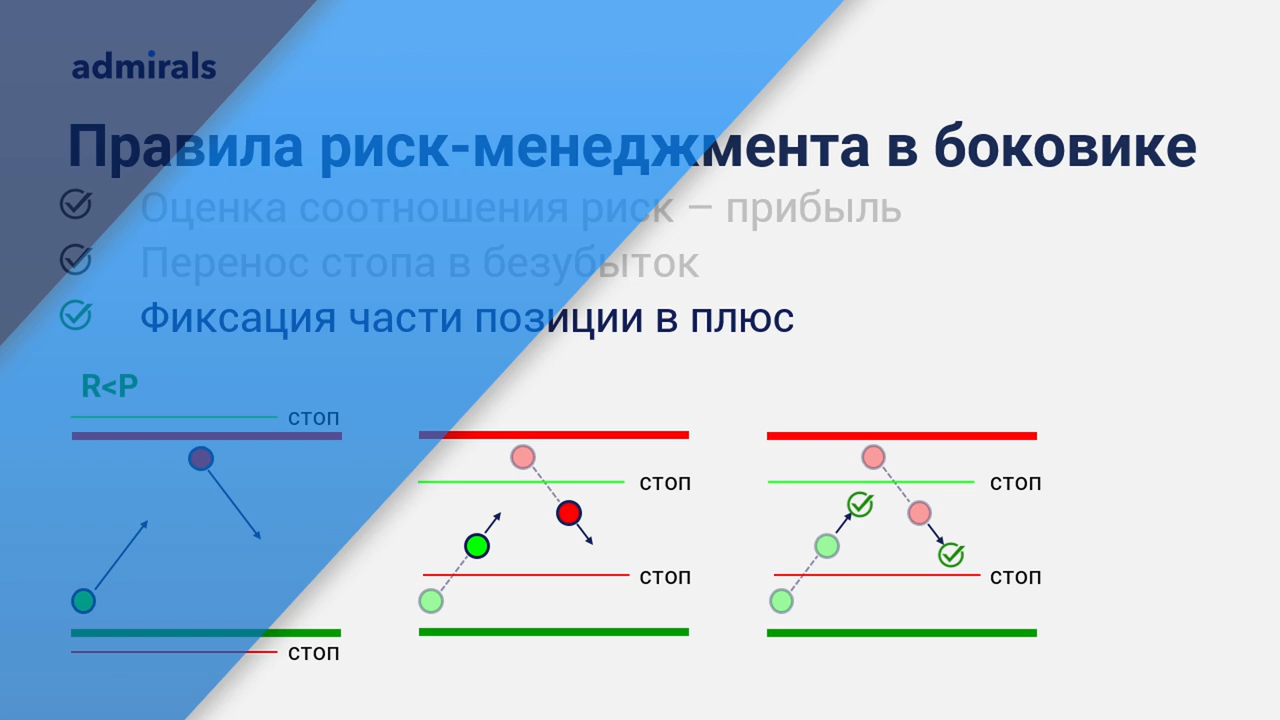 admirals
Правила риск-менеджмента в боковике
Оценка соотношения риск – прибыль
Перенос стопа в безубыток
Фиксация части позиции в плюс
R<P
стоп
стоп
стоп
стоп
стоп
стоп